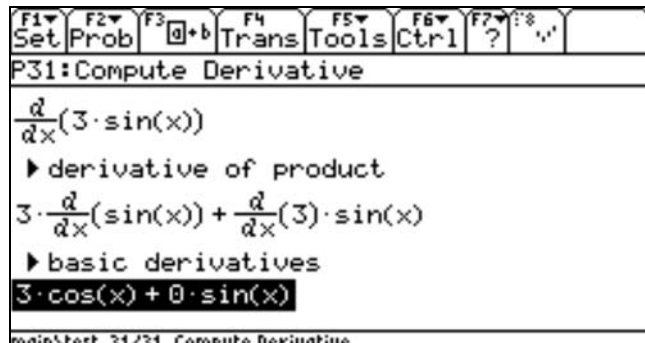 F1▼ F2▼ F3 F4 F5▼ F6▼ F7▼ 8
Set Prob a+b Trans Tools Ctrl ?
P31:Compute Derivative
d/dx(3·sin(x))
▶ derivative of product
3·d/dx(sin(x))+d/dx(3)·sin(x)
▶ basic derivatives
3·cos(x)+0·sin(x)
main\test 31/31 Compute Derivative